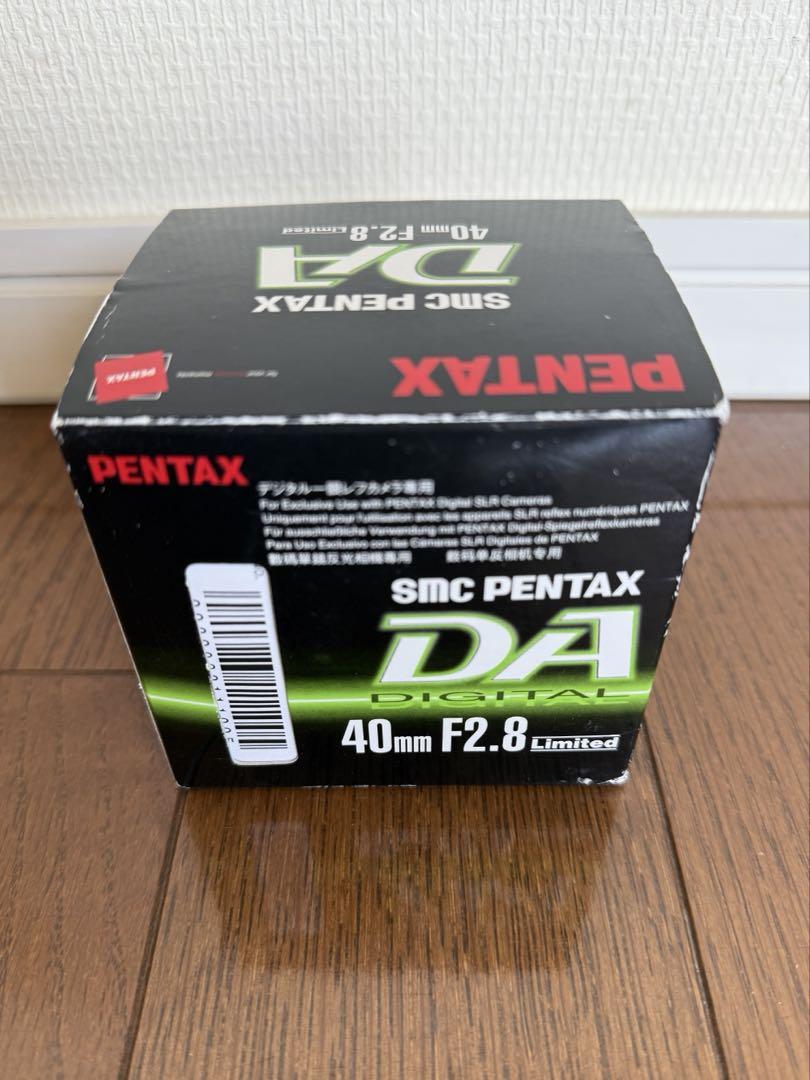 40mm F2.8 Limited
DA
smc PENTAX
PENTAX
PENTAX
PENTAX
デジタル一眼レフカメラ専用
For Exclusive Use with PENTAX Digital SLR Cameras
Uniquement pour l'utilisation avec les appareils SLR reflex numériques PENTAX
Für ausschließliche Verwendung mit PENTAX Digital-Spiegelreflexkameras
Para Uso Exclusivo con las Cámaras SLR Digitales de PENTAX
數碼單鏡反光相機專用 数码单反相机专用
smc PENTAX
DA
DIGITAL
40mm F2.8 Limited